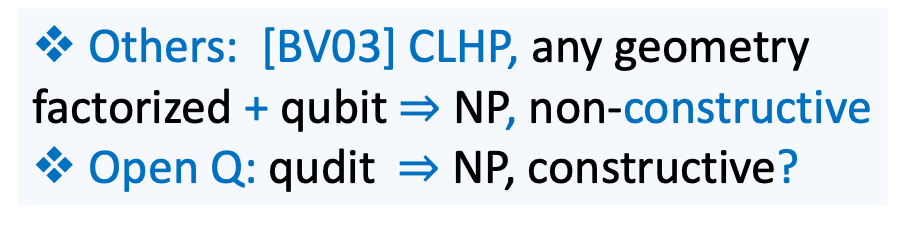 ❖ Others: [BV03] CLHP, any geometry
factorized + qubit ⇒ NP, non-constructive
❖ Open Q: qudit ⇒ NP, constructive?